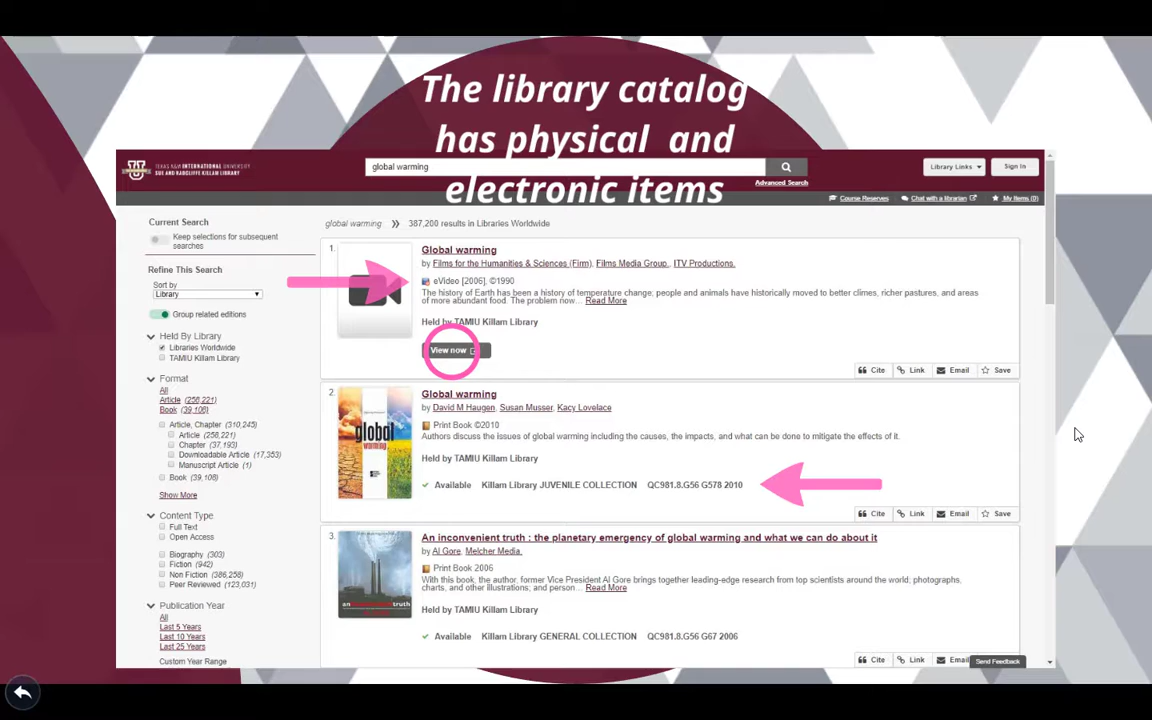 The library catalog
has physical and
electronic items
TEXAS A&M INTERNATIONAL UNIVERSITY
SUE AND RADCLIFFE KILLAM LIBRARY
global warming
Library Links
Sign In
Advanced Search
Course Reserves
Chat with a librarian
My Items (0)
Current Search
Keep selections for subsequent
searches
global warming » 387,200 results in Libraries Worldwide
Refine This Search
Sort by
Library
Group related editions
Held By Library
Libraries Worldwide
TAMIU Killam Library
Format
All
Article (256,221)
Book (39,106)
Article, Chapter (310,245)
Article (258,221)
Chapter (37,193)
Downloadable Article (17,353)
Manuscript Article (1)
Book (39,108)
Show More
Content Type
Full Text
Open Access
Biography (303)
Fiction (942)
Non Fiction (386,258)
Peer Reviewed (123,031)
Publication Year
All
Last 5 Years
Last 10 Years
Last 25 Years
Custom Year Range
1.
Global warming
by Films for the Humanities & Sciences (Firm), Films Media Group., ITV Productions.
eVideo [2006], ©1990
The history of Earth has been a history of temperature change; people and animals have historically moved to better climes, richer pastures, and areas
of more abundant food. The problem now... Read More
Held by TAMIU Killam Library
View now
Cite Link Email Save
2.
global
warming
Global warming
by David M Haugen, Susan Musser, Kacy Lovelace
Print Book ©2010
Authors discuss the issues of global warming including the causes, the impacts, and what can be done to mitigate the effects of it.
Held by TAMIU Killam Library
Available Killam Library JUVENILE COLLECTION QC981.8.G56 G578 2010
Cite Link Email Save
3.
an inconvenient truth
An inconvenient truth : the planetary emergency of global warming and what we can do about it
by Al Gore, Melcher Media.
Print Book 2006
With this book, the author, former Vice President Al Gore brings together leading-edge research from top scientists around the world; photographs,
charts, and other illustrations; and person... Read More
Held by TAMIU Killam Library
Available Killam Library GENERAL COLLECTION QC981.8.G56 G67 2006
Cite Link Email
Send Feedback